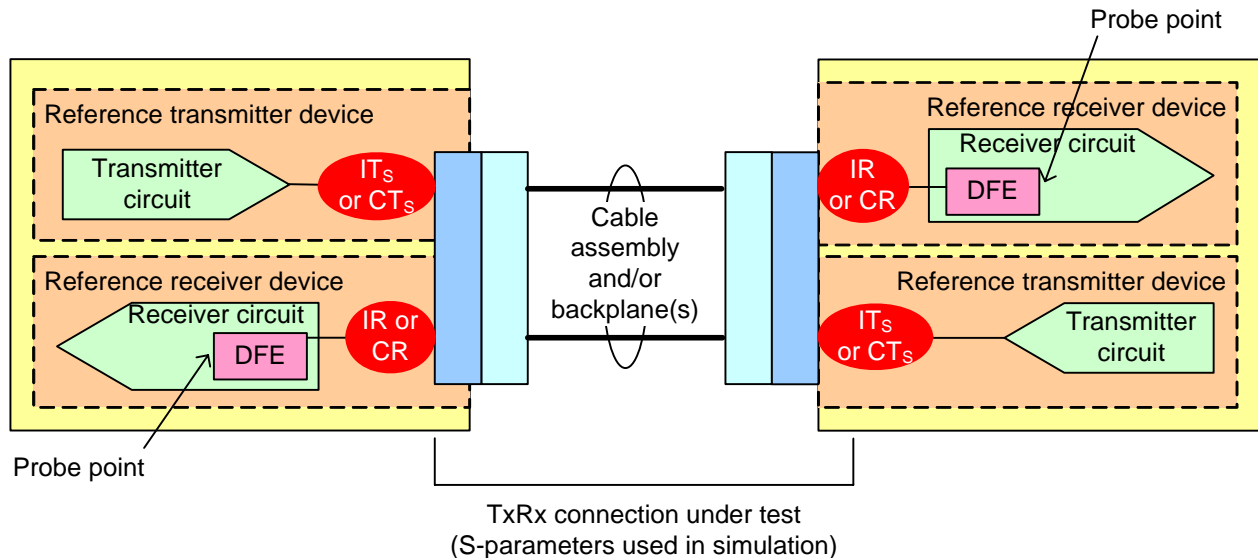 Probe point
Reference transmitter device
Transmitter
circuit
ITS
or CTS
Reference receiver device
Receiver circuit
DFE
IR or
CR
Probe point
Cable
assembly
and/or
backplane(s)
Reference receiver device
Receiver circuit
IR
or CR
DFE
Reference transmitter device
ITS
or CTS
Transmitter
circuit
TxRx connection under test
(S-parameters used in simulation)